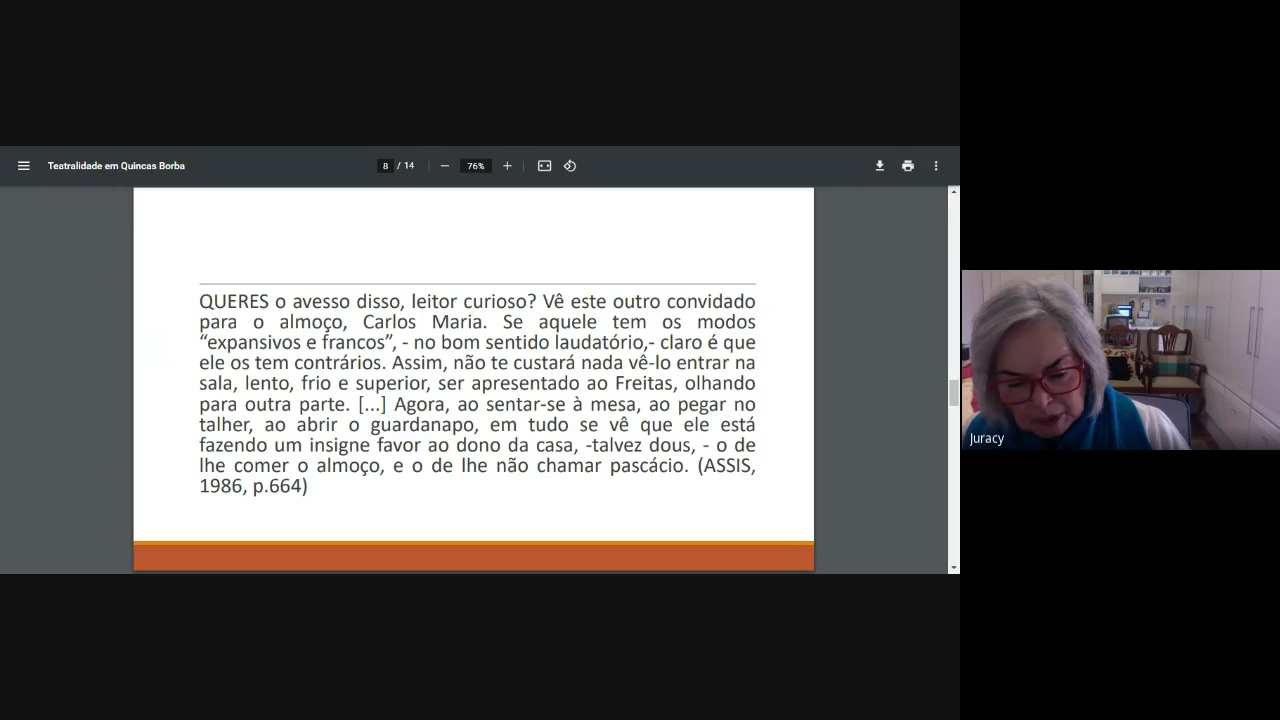 Teatralidade em Quincas Borba
8 / 14
76%
QUERES o avesso disso, leitor curioso? Vê este outro convidado
para o almoço, Carlos Maria. Se aquele tem os modos
“expansivos e francos”, - no bom sentido laudatório,- claro é que
ele os tem contrários. Assim, não te custará nada vê-lo entrar na
sala, lento, frio e superior, ser apresentado ao Freitas, olhando
para outra parte. [...] Agora, ao sentar-se à mesa, ao pegar no
talher, ao abrir o guardanapo, em tudo se vê que ele está
fazendo um insigne favor ao dono da casa, -talvez dous, - o de
lhe comer o almoço, e o de lhe não chamar pascácio. (ASSIS,
1986, p.664)
Juracy